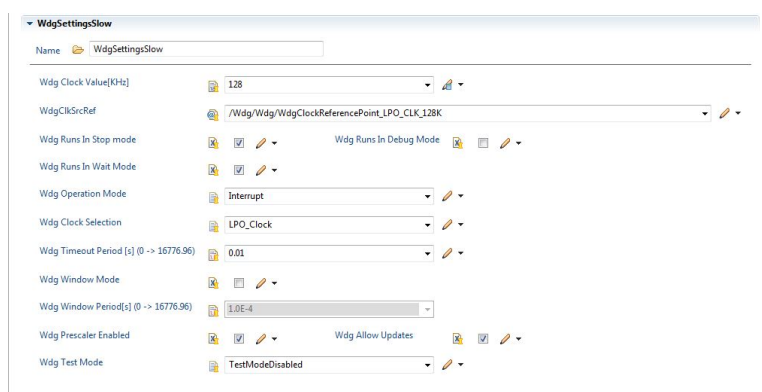 WdgSettingsSlow
Name WdgSettingsSlow
Wdg Clock Value[KHz] 128
WdgClkSrcRef /Wdg/Wdg/WdgClockReferencePoint_LPO_CLK_128K
Wdg Runs In Stop mode Wdg Runs In Debug Mode
Wdg Runs In Wait Mode
Wdg Operation Mode Interrupt
Wdg Clock Selection LPO_Clock
Wdg Timeout Period [s] (0 -> 16776.96) 0.01
Wdg Window Mode
Wdg Window Period[s] (0 -> 16776.96) 1.0E-4
Wdg Prescaler Enabled Wdg Allow Updates
Wdg Test Mode TestModeDisabled